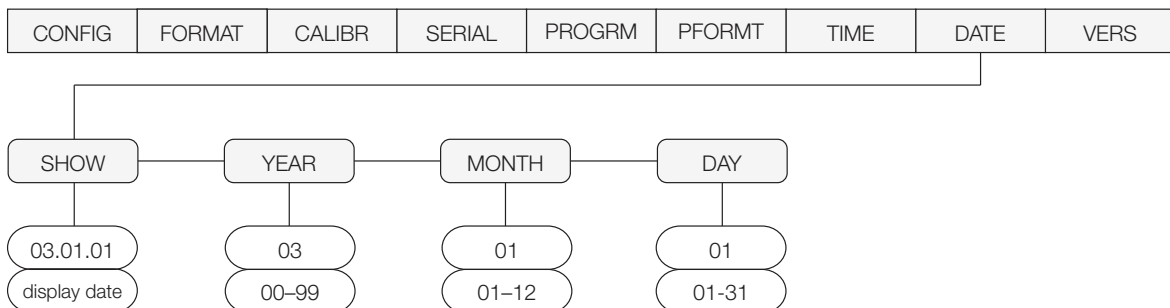 CONFIG FORMAT CALIBR SERIAL PROGRM PFORMT TIME DATE VERS
SHOW YEAR MONTH DAY
03.01.01 03 01 01
display date 00–99 01–12 01-31